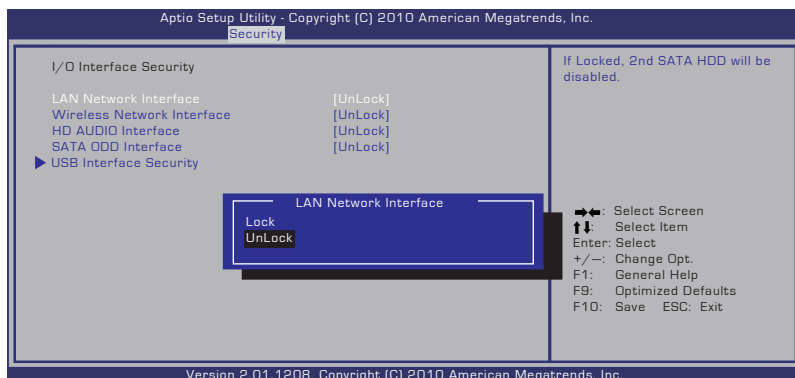 Aptio Setup Utility - Copyright (C) 2010 American Megatrends, Inc.
Security
I/O Interface Security
LAN Network Interface [UnLock]
Wireless Network Interface [UnLock]
HD AUDIO Interface [UnLock]
SATA ODD Interface [UnLock]
USB Interface Security
LAN Network Interface
Lock
UnLock
If Locked, 2nd SATA HDD will be
disabled.
→←: Select Screen
↑↓: Select Item
Enter: Select
+/—: Change Opt.
F1: General Help
F9: Optimized Defaults
F10: Save ESC: Exit
Version 2.01.1208. Copyright (C) 2010 American Megatrends, Inc.